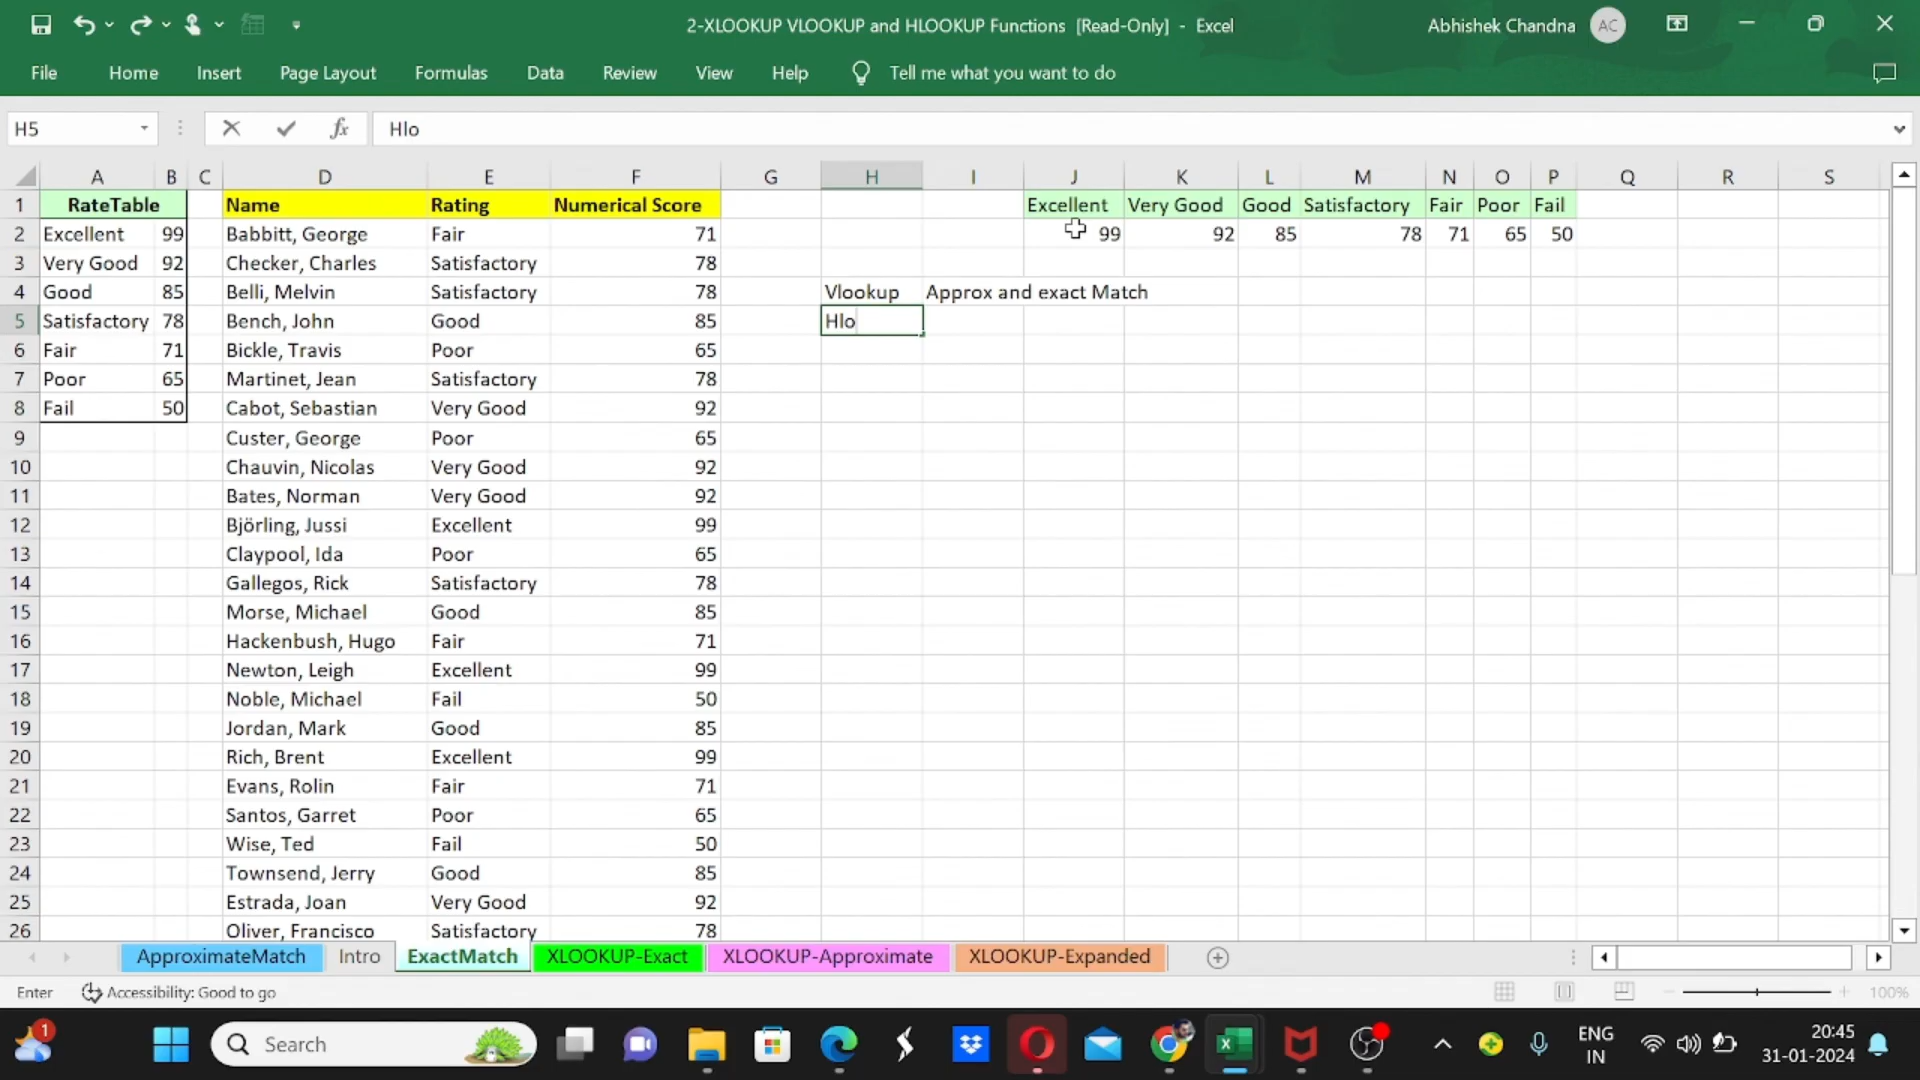 2-XLOOKUP VLOOKUP and HLOOKUP Functions [Read-Only] - Excel
Abhishek Chandna AC
File Home Insert Page Layout Formulas Data Review View Help Tell me what you want to do
H5 fx Hlo
A B C D E F G H I J K L M N O P Q R S
1 RateTable Name Rating Numerical Score Excellent Very Good Good Satisfactory Fair Poor Fail
2 Excellent 99 Babbitt, George Fair 71 99 92 85 78 71 65 50
3 Very Good 92 Checker, Charles Satisfactory 78
4 Good 85 Belli, Melvin Satisfactory 78 Vlookup Approx and exact Match
5 Satisfactory 78 Bench, John Good 85 Hlo
6 Fair 71 Bickle, Travis Poor 65
7 Poor 65 Martinet, Jean Satisfactory 78
8 Fail 50 Cabot, Sebastian Very Good 92
9 Custer, George Poor 65
10 Chauvin, Nicolas Very Good 92
11 Bates, Norman Very Good 92
12 Björling, Jussi Excellent 99
13 Claypool, Ida Poor 65
14 Gallegos, Rick Satisfactory 78
15 Morse, Michael Good 85
16 Hackenbush, Hugo Fair 71
17 Newton, Leigh Excellent 99
18 Noble, Michael Fail 50
19 Jordan, Mark Good 85
20 Rich, Brent Excellent 99
21 Evans, Rolin Fair 71
22 Santos, Garret Poor 65
23 Wise, Ted Fail 50
24 Townsend, Jerry Good 85
25 Estrada, Joan Very Good 92
26 Oliver, Francisco Satisfactory 78
ApproximateMatch Intro ExactMatch XLOOKUP-Exact XLOOKUP-Approximate XLOOKUP-Expanded
Enter Accessibility: Good to go 100%
1 Search ENG 20:45
IN 31-01-2024